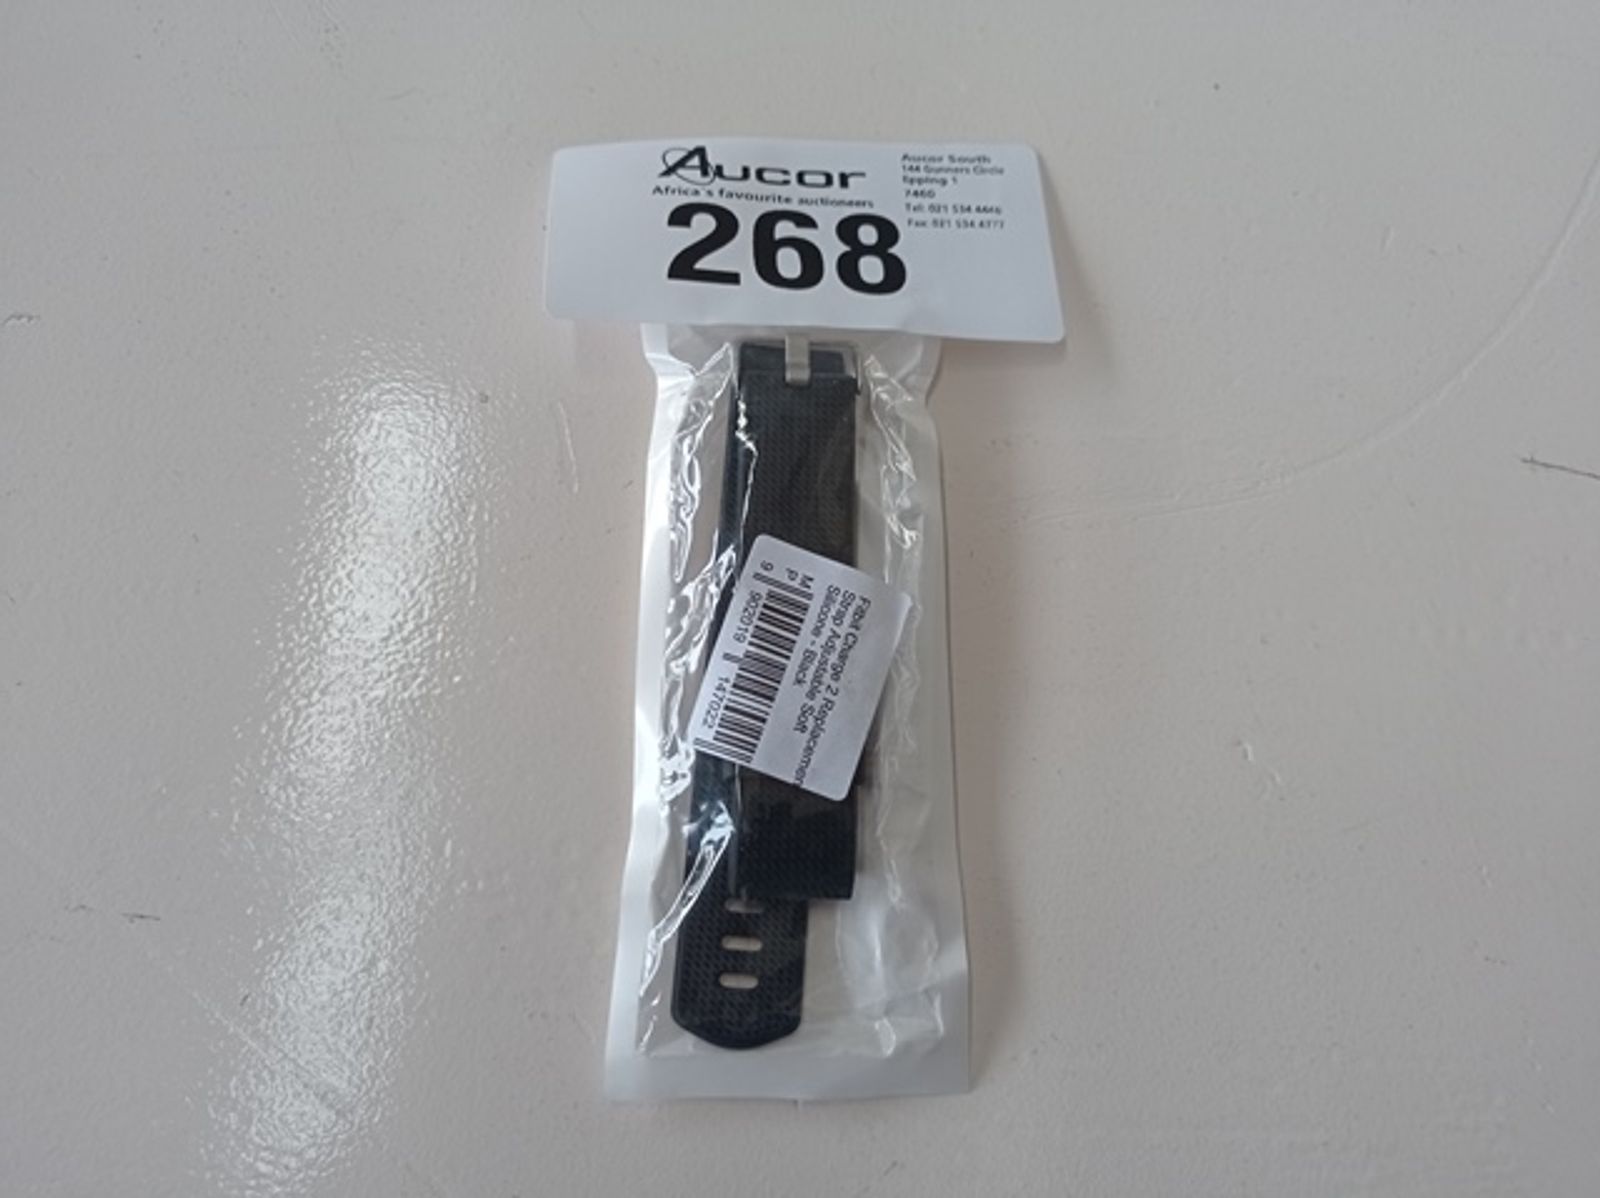 Aucor
Africa's favourite auctioneers
268
Aucor South
144 Gunners Circle
Epping 1
7460
Tel: 021 534 4446
Fax: 021 534 4777
Fitbit Charge 2 Replacemen
Strap Adjustable Soft
Silicone - Black
M
P
9 902019 147022